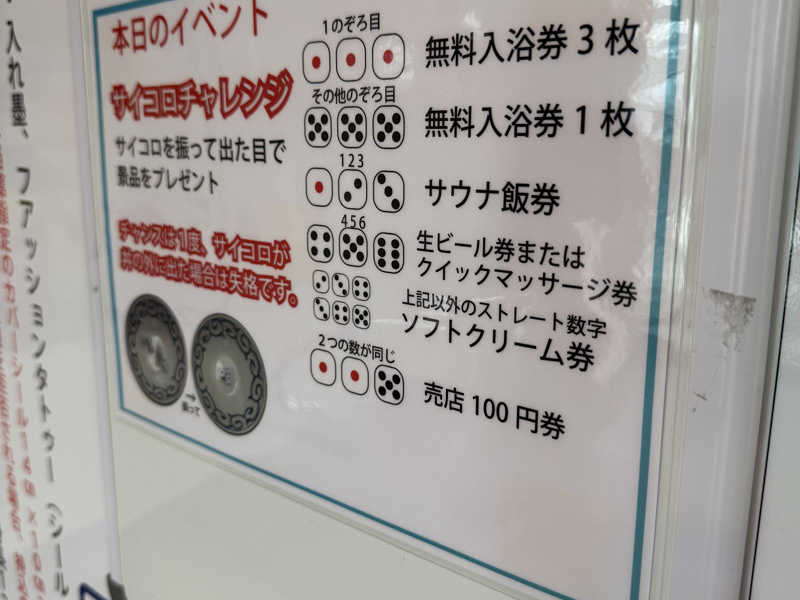 本日のイベント
サイコロチャレンジ
サイコロを振って出た目で
景品をプレゼント
チャンスは1度、サイコロが
丼の外に出た場合は失格です。
振って
1のぞろ目
無料入浴券3枚
その他のぞろ目
無料入浴券1枚
123
サウナ飯券
456
生ビール券または
クイックマッサージ券
上記以外のストレート数字
ソフトクリーム券
2つの数が同じ
売店100円券
入れ墨、ファッションタトゥー（シール